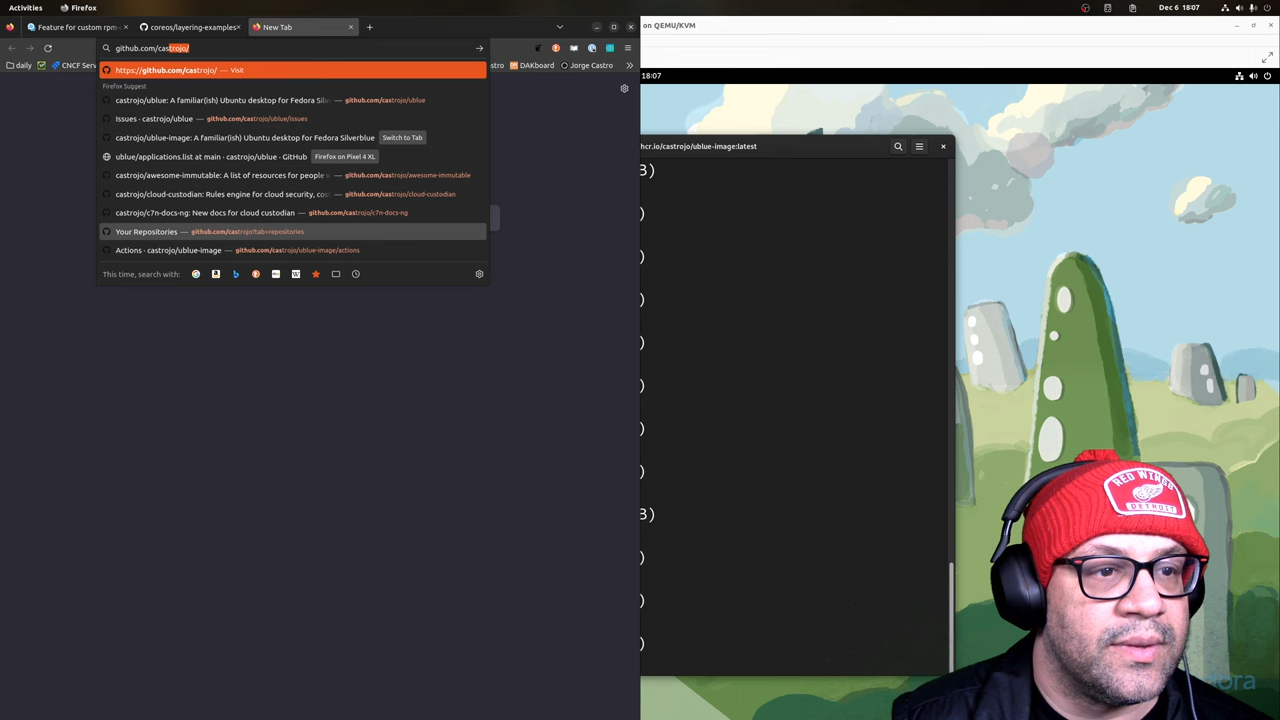 Activities
Firefox
Dec 6 18:07
Feature for custom rpm-
coreos/layering-examples
New Tab
on QEMU/KVM
github.com/castrojo/
daily
CNCF Serv
stro
DAKboard
Jorge Castro
18:07
https://github.com/castrojo/ — Visit
Firefox Suggest
castrojo/ublue: A familiar(ish) Ubuntu desktop for Fedora Silv
github.com/castrojo/ublue
Issues · castrojo/ublue — github.com/castrojo/ublue/issues
castrojo/ublue-image: A familiar(ish) Ubuntu desktop for Fedora Silverblue
Switch to Tab
ublue/applications.list at main · castrojo/ublue · GitHub
Firefox on Pixel 4 XL
castrojo/awesome-immutable: A list of resources for people
github.com/castrojo/awesome-immutable
castrojo/cloud-custodian: Rules engine for cloud security, cos
github.com/castrojo/cloud-custodian
castrojo/c7n-docs-ng: New docs for cloud custodian — github.com/castrojo/c7n-docs-ng
Your Repositories — github.com/castrojo?tab=repositories
Actions · castrojo/ublue-image — github.com/castrojo/ublue-image/actions
This time, search with:
hcr.io/castrojo/ublue-image:latest
B)
)
)
)
)
)
)
)
B)
)
)
)
RED WINGS
DETROIT
dora